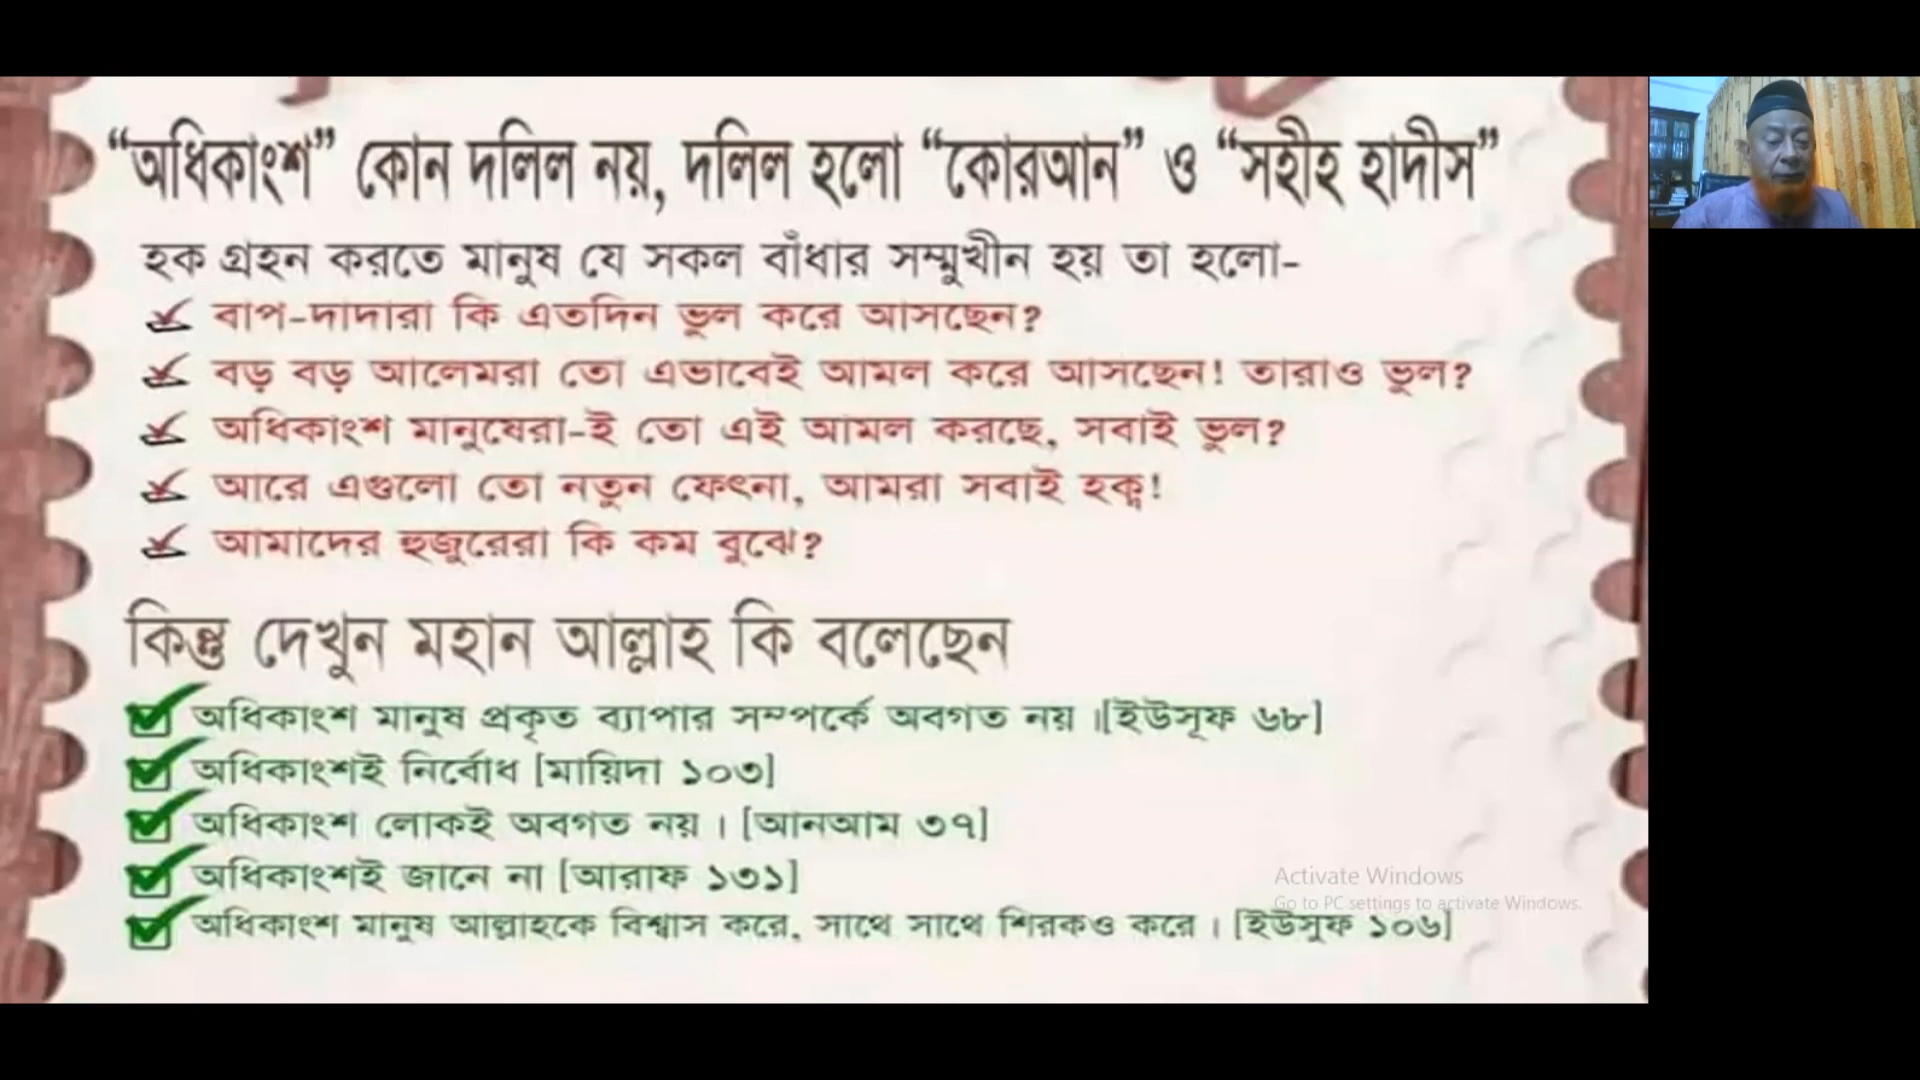 “অধিকাংশ” কোন দলিল নয়, দলিল হলো “কোরআন” ও “সহীহ হাদীস”
হক গ্রহন করতে মানুষ যে সকল বাঁধার সম্মুখীন হয় তা হলো-
বাপ-দাদারা কি এতদিন ভুল করে আসছেন?
বড় বড় আলেমরা তো এভাবেই আমল করে আসছেন! তারাও ভুল?
অধিকাংশ মানুষেরা-ই তো এই আমল করছে, সবাই ভুল?
আরে এগুলো তো নতুন ফেৎনা, আমরা সবাই হক্ব!
আমাদের হুজুরেরা কি কম বুঝে?
কিন্তু দেখুন মহান আল্লাহ কি বলেছেন
অধিকাংশ মানুষ প্রকৃত ব্যাপার সম্পর্কে অবগত নয়।[ইউসূফ ৬৮]
অধিকাংশই নির্বোধ [মায়িদা ১০৩]
অধিকাংশ লোকই অবগত নয়। [আনআম ৩৭]
অধিকাংশই জানে না [আরাফ ১৩১]
অধিকাংশ মানুষ আল্লাহকে বিশ্বাস করে, সাথে সাথে শিরকও করে। [ইউসুফ ১০৬]
Activate Windows
Go to PC settings to activate Windows.